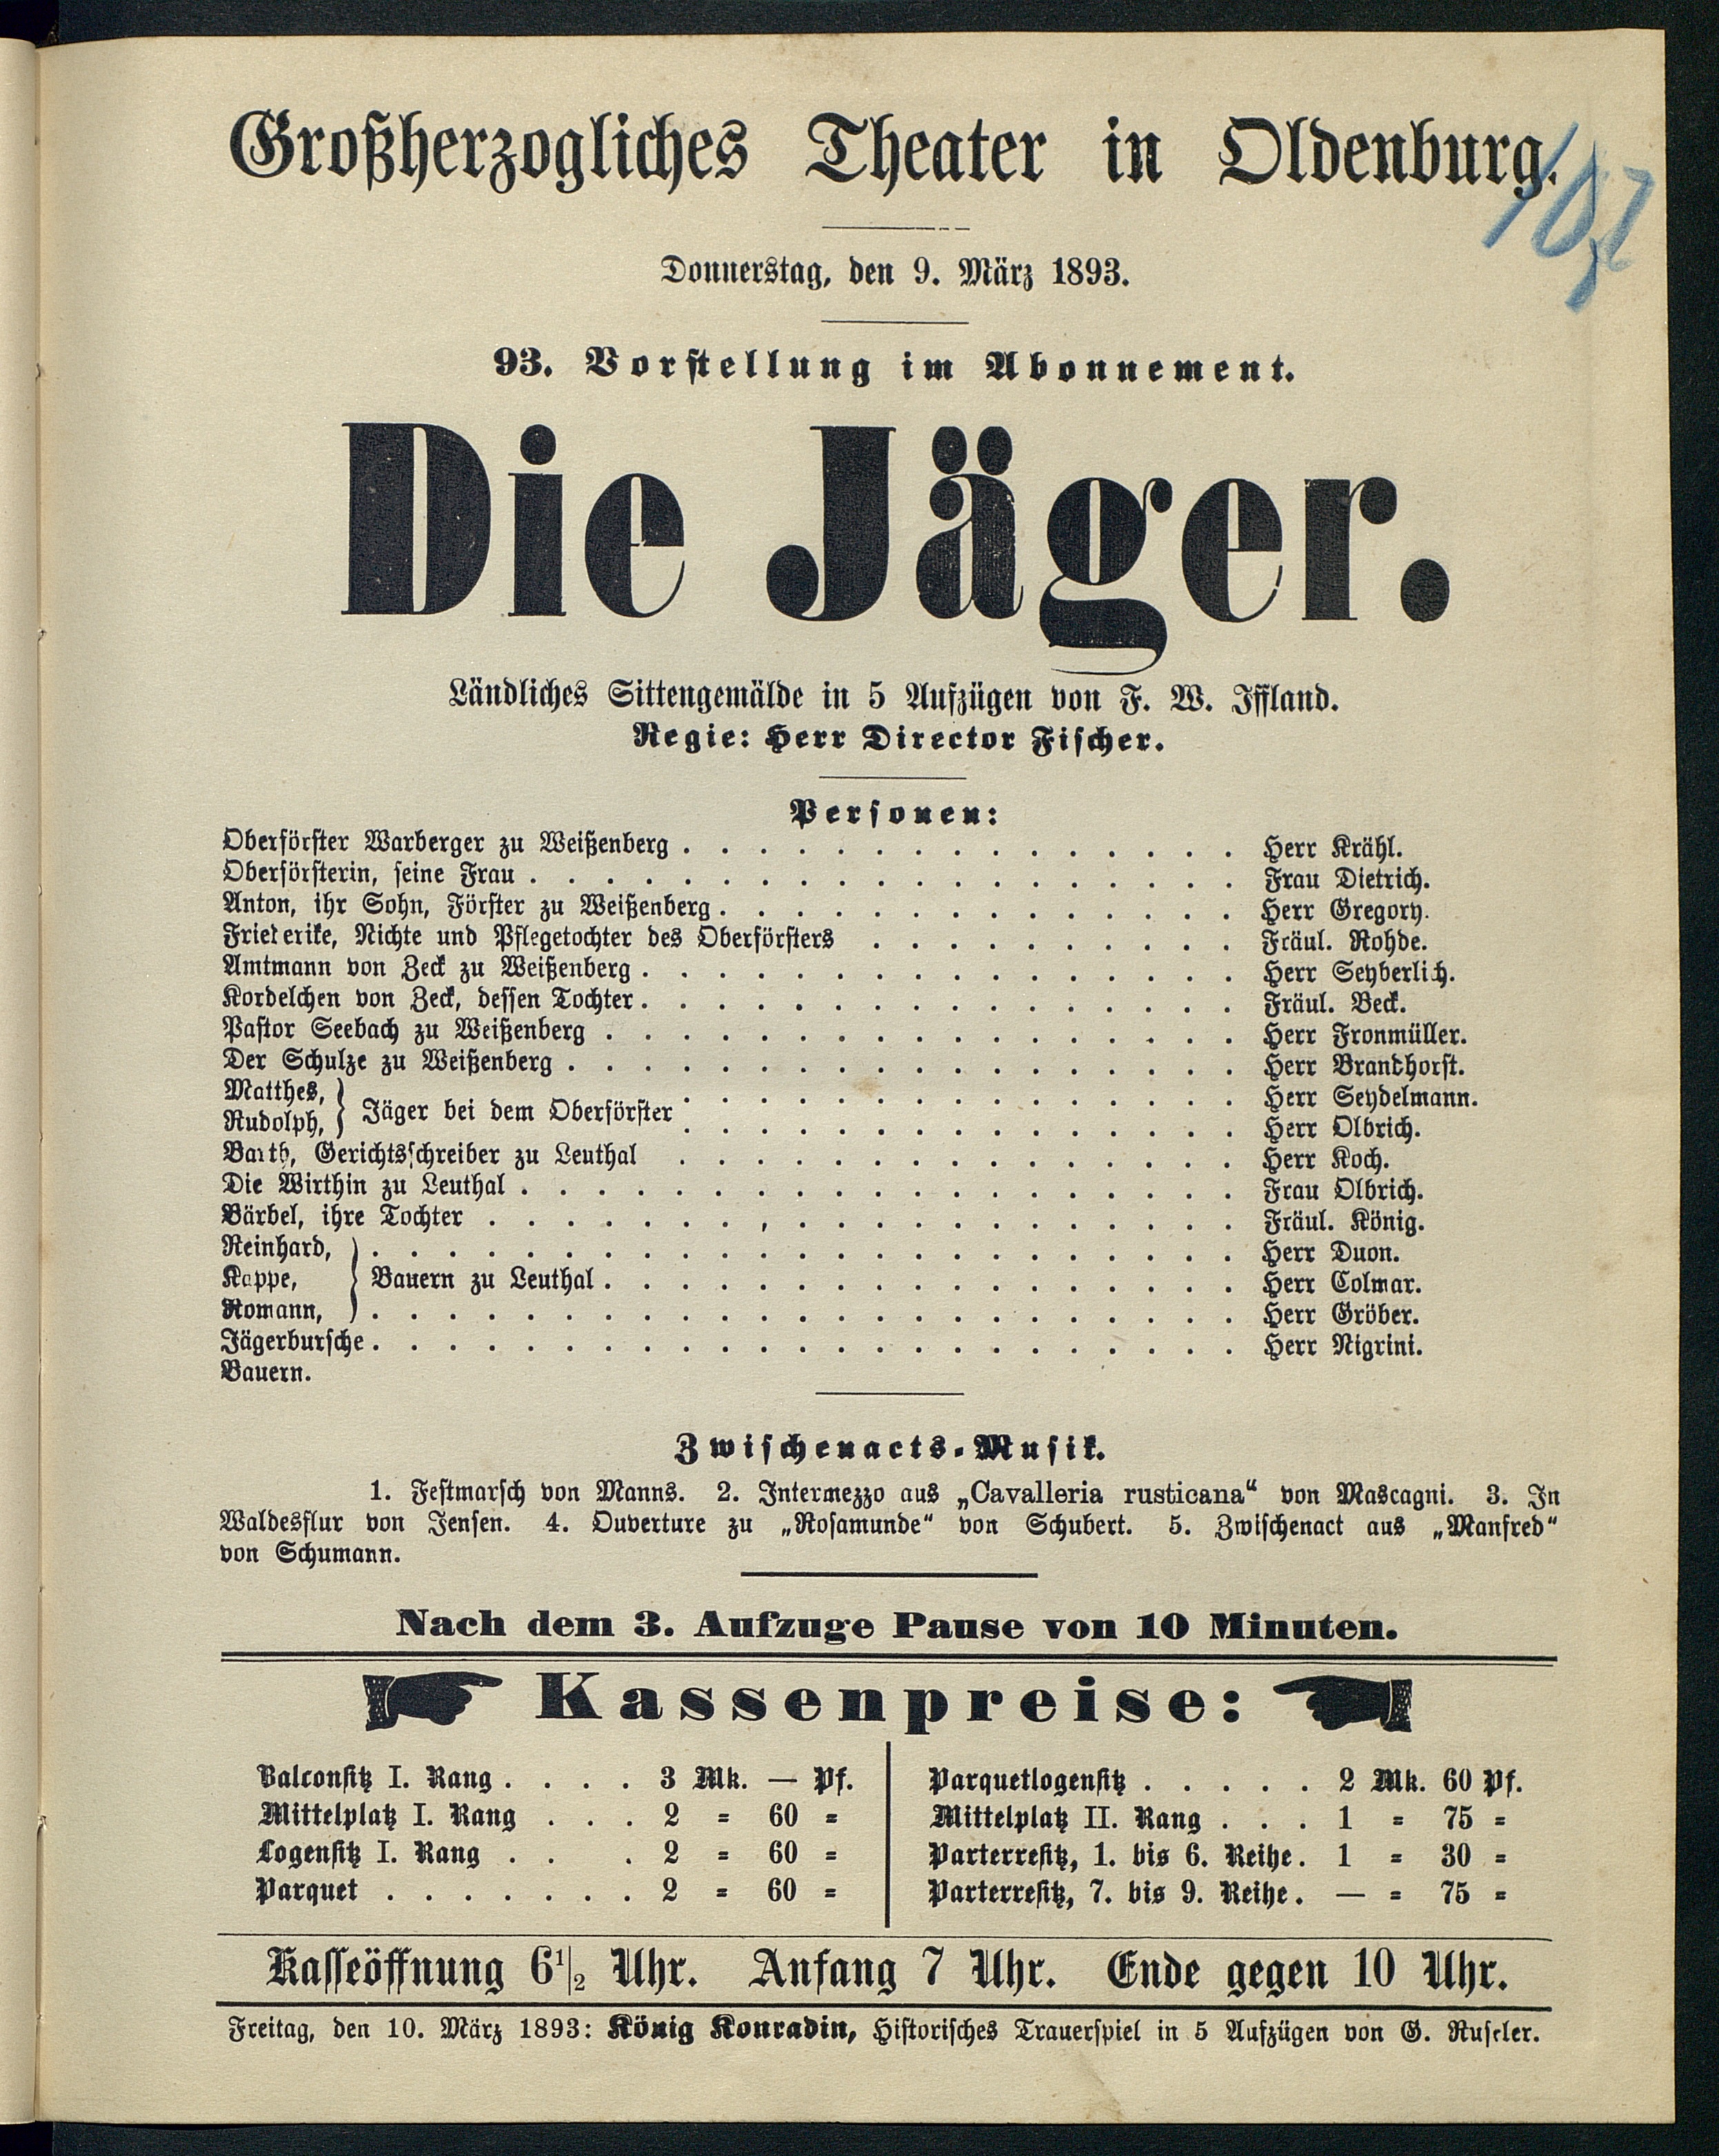 Großherzogliches Theater in Oldenburg.
Donnerstag, den 9. März 1893.
93. Vorstellung im Abonnement.
Die Jäger.
Ländliches Sittengemälde in 5 Aufzügen von F. W. Iffland.
Regie: Herr Director Fischer.
Personen:
Oberförster Warberger zu Weißenberg . . . . . . . . . . . . . . . Herr Krähl.
Oberförsterin, seine Frau . . . . . . . . . . . . . . . . . . . Frau Dietrich.
Anton, ihr Sohn, Förster zu Weißenberg . . . . . . . . . . . . . . Herr Gregory.
Friederike, Nichte und Pflegetochter des Oberförsters . . . . . . . . . . Fräul. Rohde.
Amtmann von Zeck zu Weißenberg . . . . . . . . . . . . . . . . Herr Seyberlich.
Kordelchen von Zeck, dessen Tochter . . . . . . . . . . . . . . . . Fräul. Beck.
Pastor Seebach zu Weißenberg . . . . . . . . . . . . . . . . . Herr Fronmüller.
Der Schulze zu Weißenberg . . . . . . . . . . . . . . . . . . Herr Brandhorst.
Matthes, } Jäger bei dem Oberförster . . . . . . . . . . . . . . . Herr Seydelmann.
Rudolph, } . . . . . . . . . . . . . . . Herr Olbrich.
Barth, Gerichtsschreiber zu Leuthal . . . . . . . . . . . . . . . Herr Koch.
Die Wirthin zu Leuthal . . . . . . . . . . . . . . . . . . . Frau Olbrich.
Bärbel, ihre Tochter . . . . . . . . . . . . . . . . . . . . Fräul. König.
Reinhard, } . . . . . . . . . . . . . . . . . . . . . . . Herr Duon.
Kappe, } Bauern zu Leuthal . . . . . . . . . . . . . . . . . Herr Colmar.
Romann, } . . . . . . . . . . . . . . . . . . . . . . . Herr Gröber.
Jägerbursche . . . . . . . . . . . . . . . . . . . . . . . Herr Nigrini.
Bauern.
Zwischenacts-Musik.
1. Festmarsch von Manns. 2. Intermezzo aus „Cavalleria rusticana“ von Mascagni. 3. In
Waldesflur von Jensen. 4. Ouverture zu „Rosamunde“ von Schubert. 5. Zwischenact aus „Manfred“
von Schumann.
Nach dem 3. Aufzuge Pause von 10 Minuten.
Kassenpreise:
Balconsitz I. Rang . . . . 3 Mk. — Pf.
Mittelplatz I. Rang . . . 2 = 60 =
Logensitz I. Rang . . . 2 = 60 =
Parquet . . . . . . . 2 = 60 =
Parquetlogensitz . . . . . 2 Mk. 60 Pf.
Mittelplatz II. Rang . . . 1 = 75 =
Parterresitz, 1. bis 6. Reihe . 1 = 30 =
Parterresitz, 7. bis 9. Reihe . — = 75 =
Kasseöffnung 6 1/2 Uhr. Anfang 7 Uhr. Ende gegen 10 Uhr.
Freitag, den 10. März 1893: König Konradin, Historisches Trauerspiel in 5 Aufzügen von G. Ruseler.